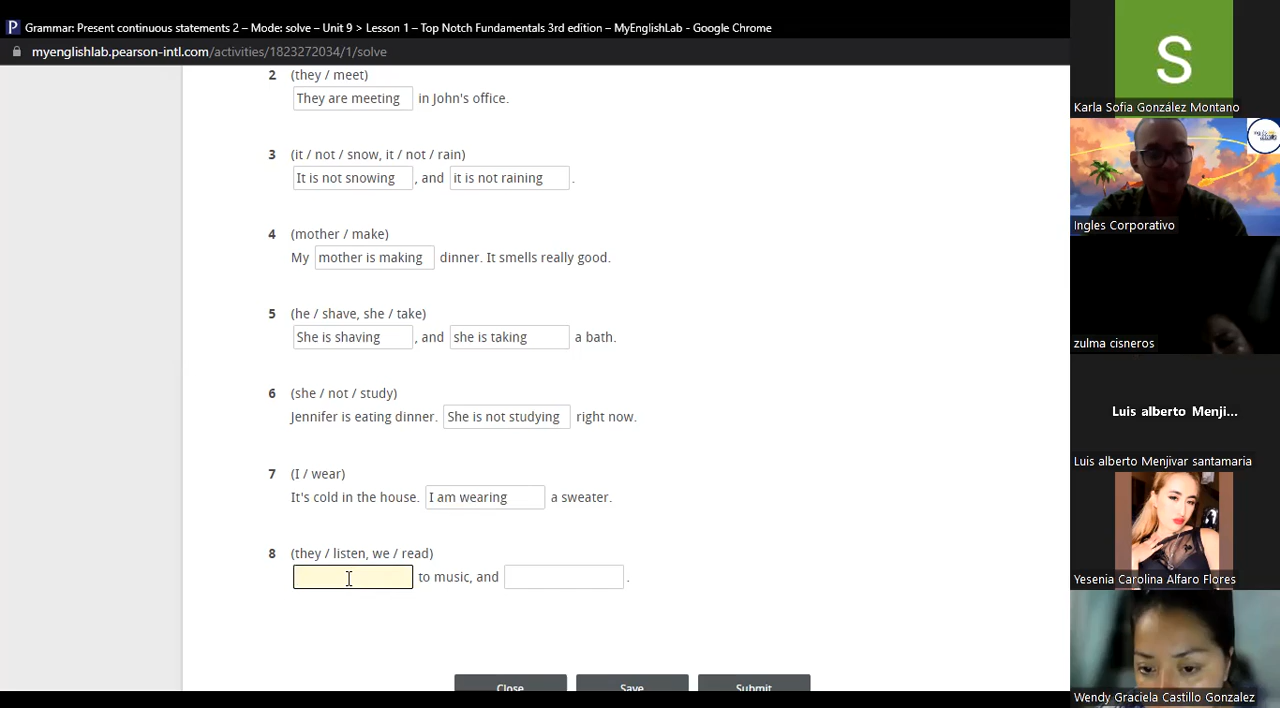 Grammar: Present continuous statements 2 – Mode: solve – Unit 9 > Lesson 1 – Top Notch Fundamentals 3rd edition – MyEnglishLab - Google Chrome
myenglishlab.pearson-intl.com/activities/1823272034/1/solve
2 (they / meet)
They are meeting in John's office.
3 (it / not / snow, it / not / rain)
It is not snowing , and it is not raining .
4 (mother / make)
My mother is making dinner. It smells really good.
5 (he / shave, she / take)
She is shaving , and she is taking a bath.
6 (she / not / study)
Jennifer is eating dinner. She is not studying right now.
7 (I / wear)
It's cold in the house. I am wearing a sweater.
8 (they / listen, we / read)
to music, and .
Close Save Submit
S
Karla Sofia González Montano
Ingles Corporativo
zulma cisneros
Luis alberto Menji...
Luis alberto Menjivar santamaria
Yesenia Carolina Alfaro Flores
Wendy Graciela Castillo Gonzalez